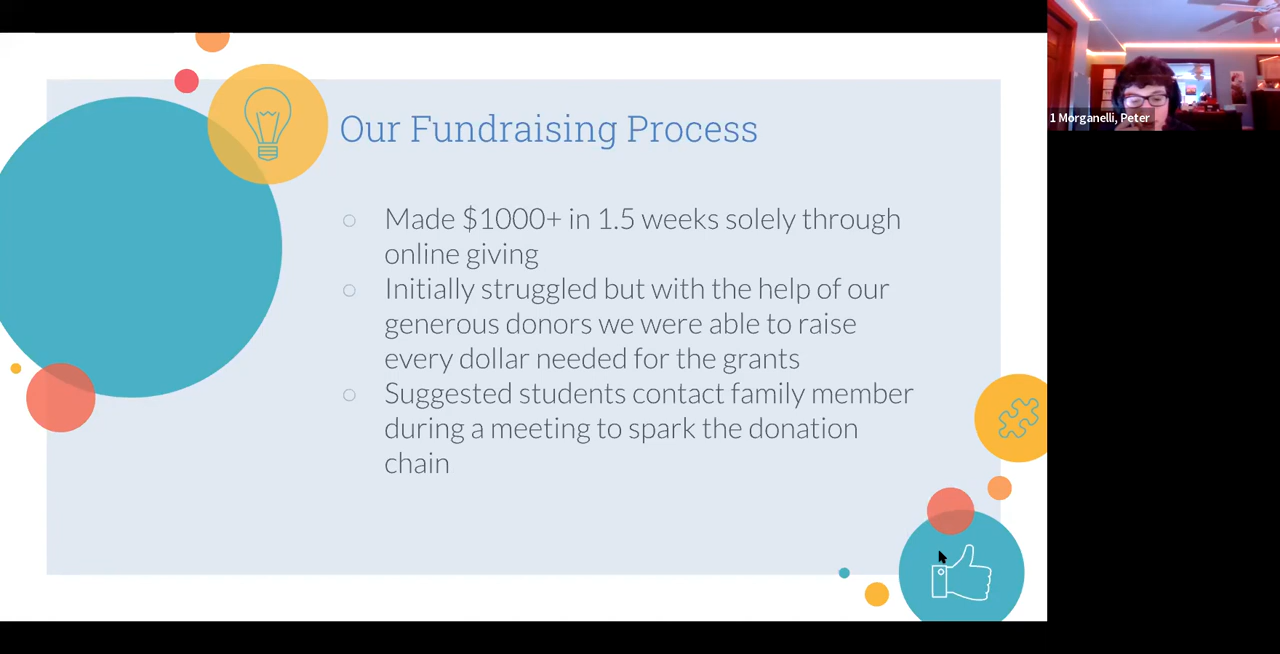 Our Fundraising Process
Made $1000+ in 1.5 weeks solely through
online giving
Initially struggled but with the help of our
generous donors we were able to raise
every dollar needed for the grants
Suggested students contact family member
during a meeting to spark the donation
chain
1 Morganelli, Peter